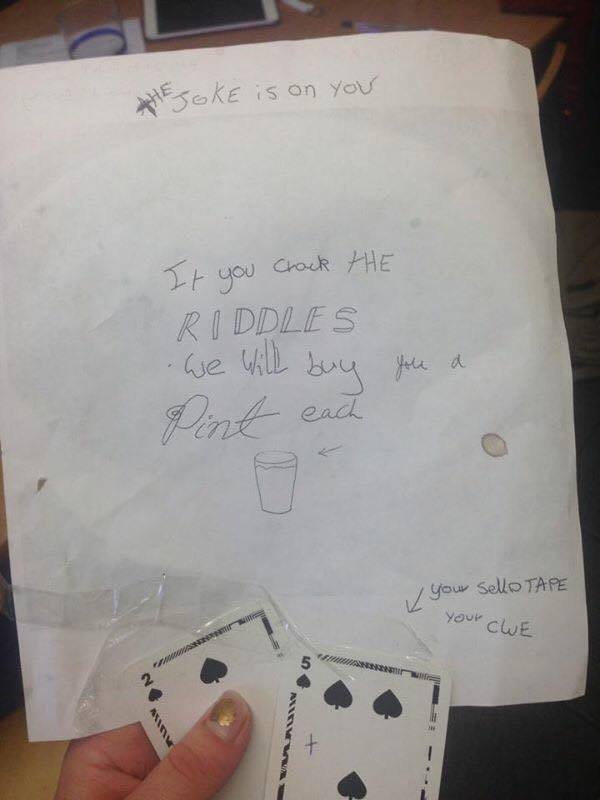 THE JOKE is on you
If you crack tHE
RIDDLES
. we will buy you a
Pint each
your SelloTAPE
your CLUE
2
5
+